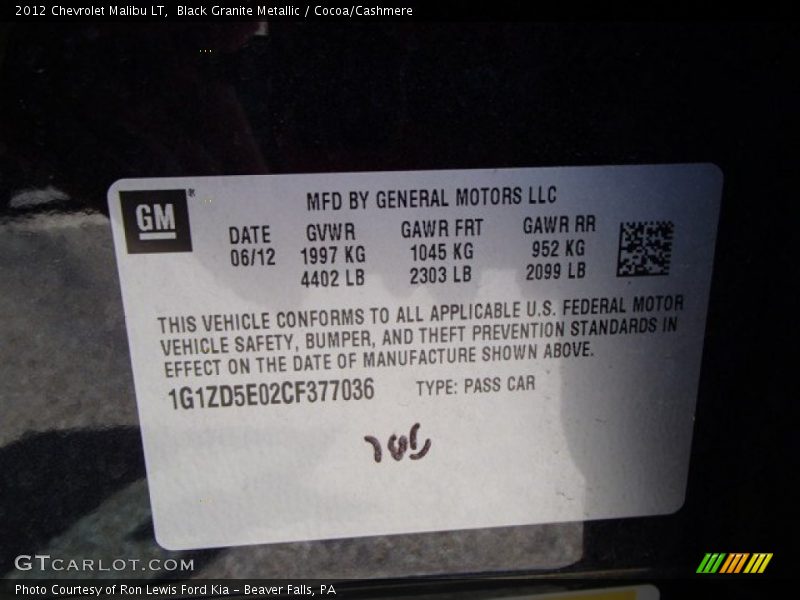 2012 Chevrolet Malibu LT, Black Granite Metallic / Cocoa/Cashmere
GM
MFD BY GENERAL MOTORS LLC
DATE GVWR GAWR FRT GAWR RR
06/12 1997 KG 1045 KG 952 KG
4402 LB 2303 LB 2099 LB
THIS VEHICLE CONFORMS TO ALL APPLICABLE U.S. FEDERAL MOTOR
VEHICLE SAFETY, BUMPER, AND THEFT PREVENTION STANDARDS IN
EFFECT ON THE DATE OF MANUFACTURE SHOWN ABOVE.
1G1ZD5E02CF377036 TYPE: PASS CAR
GTCARLOT.COM
Photo Courtesy of Ron Lewis Ford Kia - Beaver Falls, PA